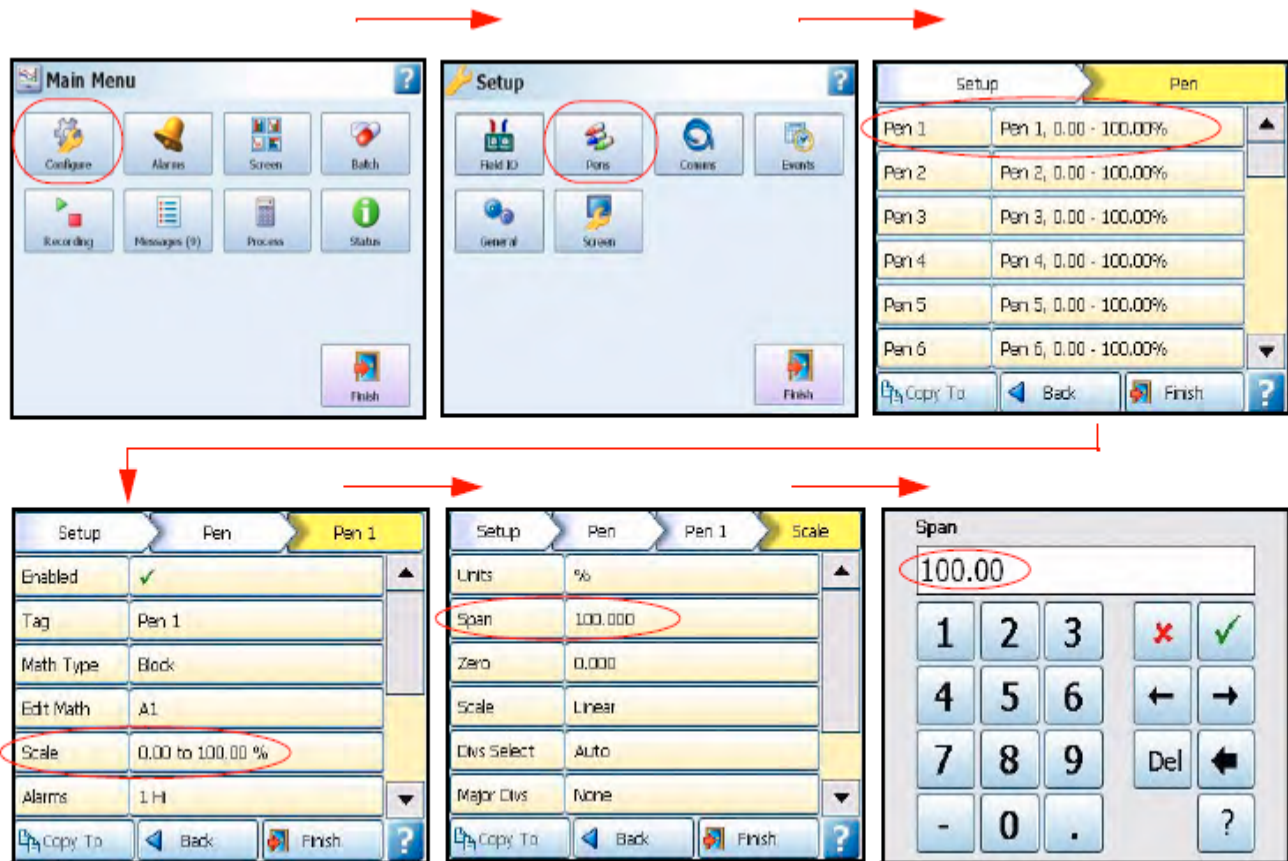 Main Menu
?
Configure
Alarms
Screen
Batch
Recording
Messages (9)
Process
Status
Finish
Setup
?
Field IO
Pens
Comms
Events
General
Screen
Finish
Setup Pen
Pen 1 Pen 1, 0.00 - 100.00%
Pen 2 Pen 2, 0.00 - 100.00%
Pen 3 Pen 3, 0.00 - 100.00%
Pen 4 Pen 4, 0.00 - 100.00%
Pen 5 Pen 5, 0.00 - 100.00%
Pen 6 Pen 6, 0.00 - 100.00%
Copy To Back Finish ?
Setup Pen Pen 1
Enabled
Tag Pen 1
Math Type Block
Edit Math A1
Scale 0.00 to 100.00 %
Alarms 1 Hi
Copy To Back Finish ?
Setup Pen Pen 1 Scale
Units %
Span 100.000
Zero 0.000
Scale Linear
Divs Select Auto
Major Divs None
Copy To Back Finish ?
Span
100.00
1 2 3
4 5 6
7 8 9 Del
- 0 . ?